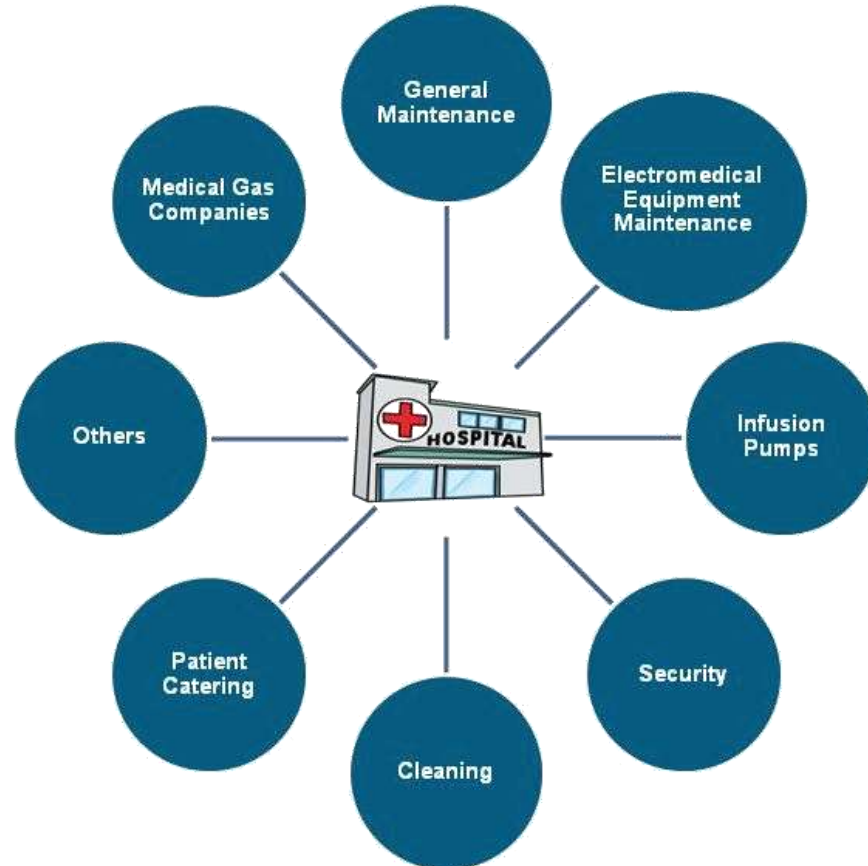 General
Maintenance
Electromedical
Equipment
Maintenance
Infusion
Pumps
Security
Cleaning
Patient
Catering
Others
Medical Gas
Companies
HOSPITAL